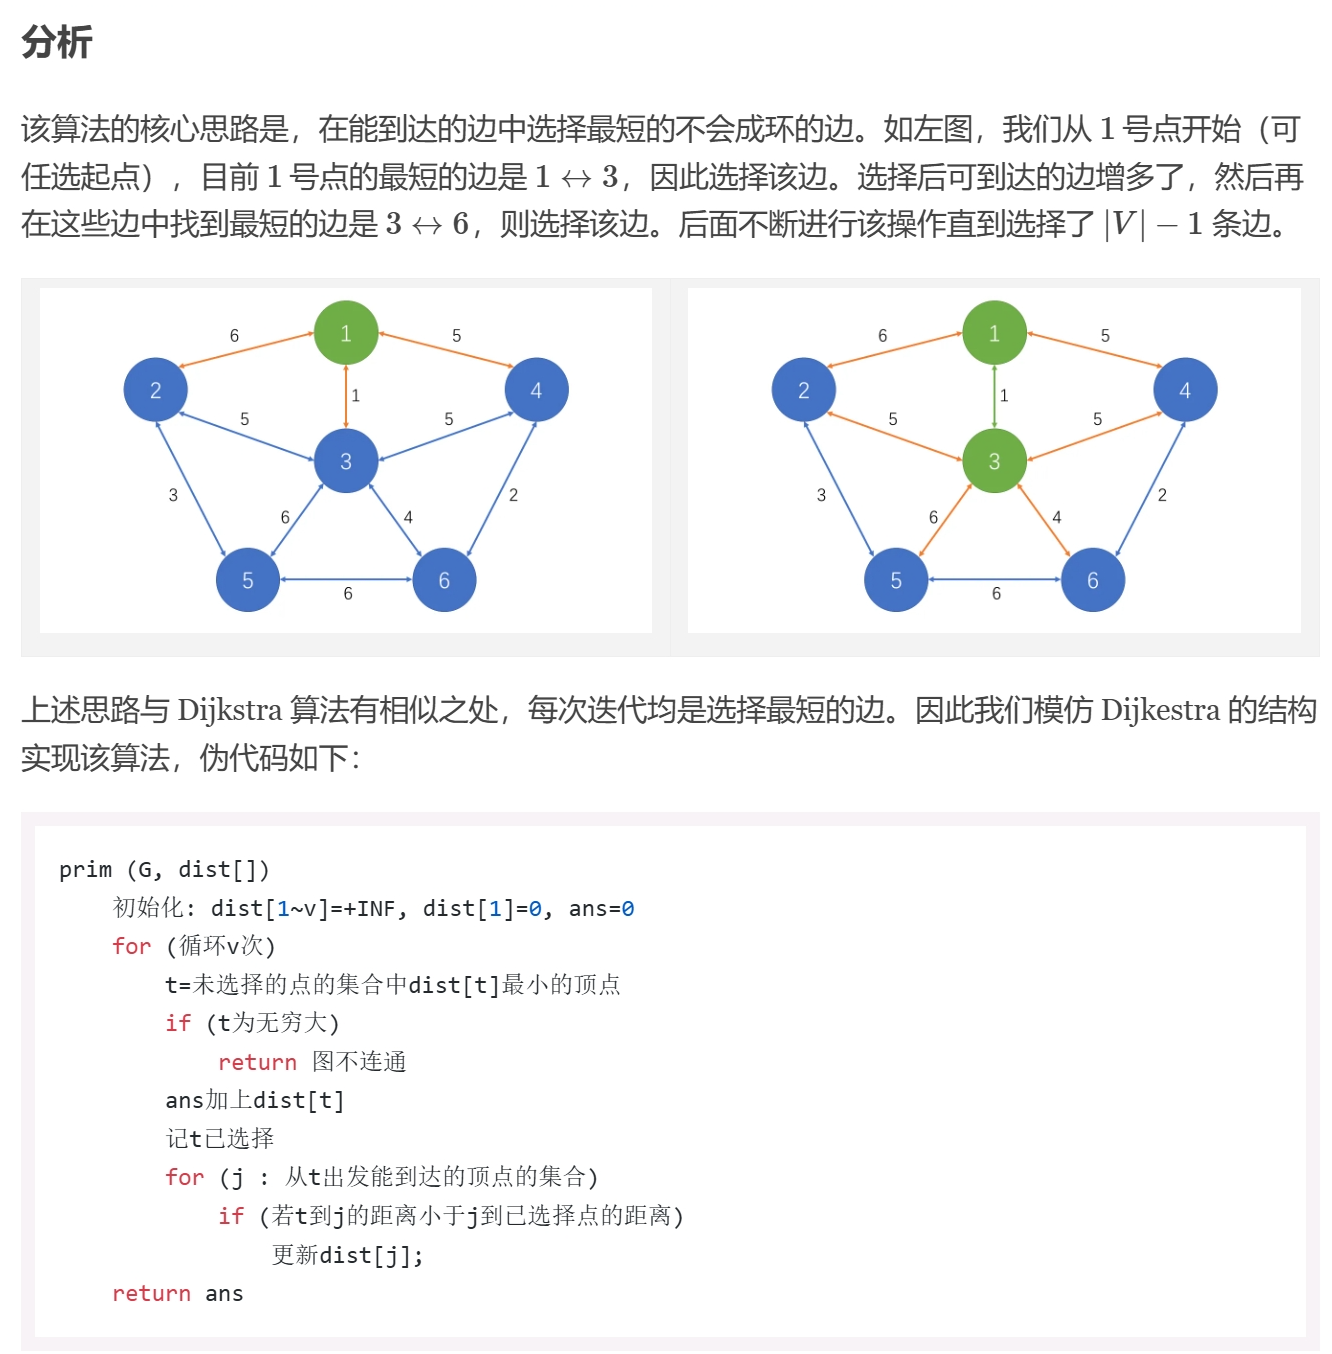 分析
该算法的核心思路是，在能到达的边中选择最短的不会成环的边。如左图，我们从 1 号点开始（可
任选起点），目前 1 号点的最短的边是 1 ↔ 3，因此选择该边。选择后可到达的边增多了，然后再
在这些边中找到最短的边是 3 ↔ 6，则选择该边。后面不断进行该操作直到选择了 |V| − 1 条边。
1
6
5
2
4
1
5
5
3
3
2
6
4
5
6
6
1
6
5
2
4
1
5
5
3
3
2
6
4
5
6
6
上述思路与 Dijkstra 算法有相似之处，每次迭代均是选择最短的边。因此我们模仿 Dijkestra 的结构
实现该算法，伪代码如下：
prim (G, dist[])
    初始化: dist[1~v]=+INF, dist[1]=0, ans=0
    for (循环v次)
        t=未选择的点的集合中dist[t]最小的顶点
        if (t为无穷大)
            return 图不连通
        ans加上dist[t]
        记t已选择
        for (j : 从t出发能到达的顶点的集合)
            if (若t到j的距离小于j到已选择点的距离)
                更新dist[j];
    return ans